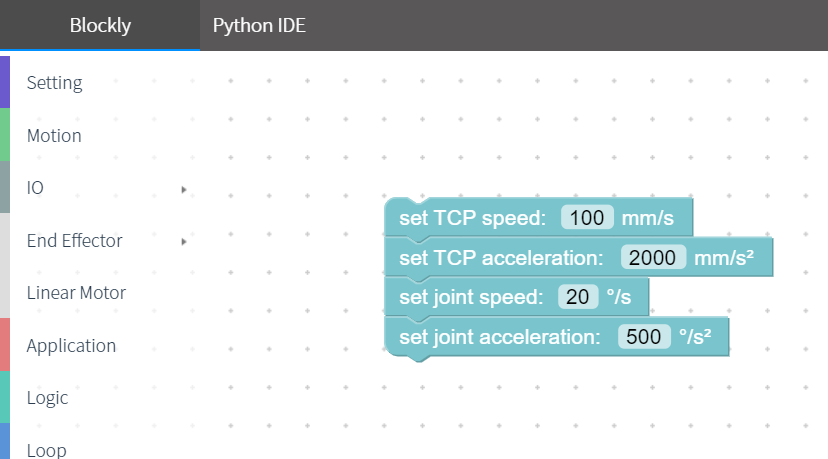 Blockly
Python IDE
Setting
Motion
IO
End Effector
Linear Motor
Application
Logic
Loop
set TCP speed: 100 mm/s
set TCP acceleration: 2000 mm/s²
set joint speed: 20 °/s
set joint acceleration: 500 °/s²